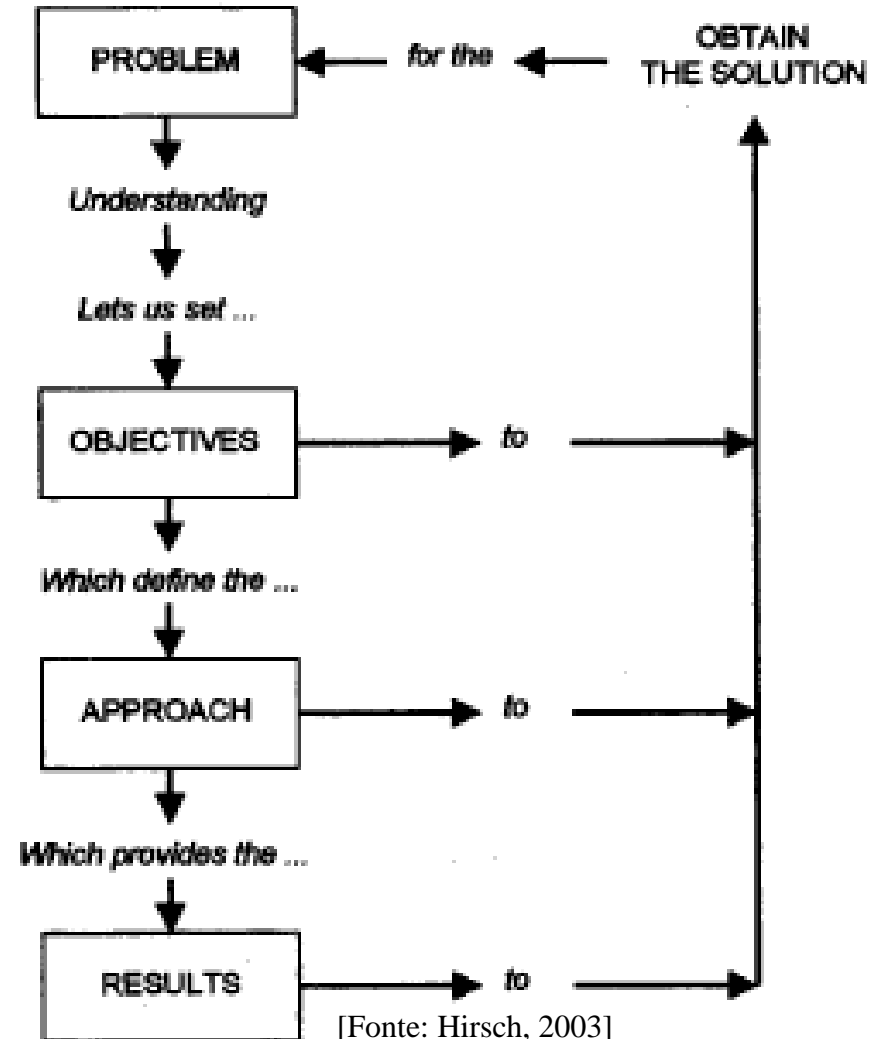 PROBLEM
for the
OBTAIN
THE SOLUTION
Understanding
Lets us set ...
OBJECTIVES
to
Which define the ...
APPROACH
to
Which provides the ...
RESULTS
to
[Fonte: Hirsch, 2003]